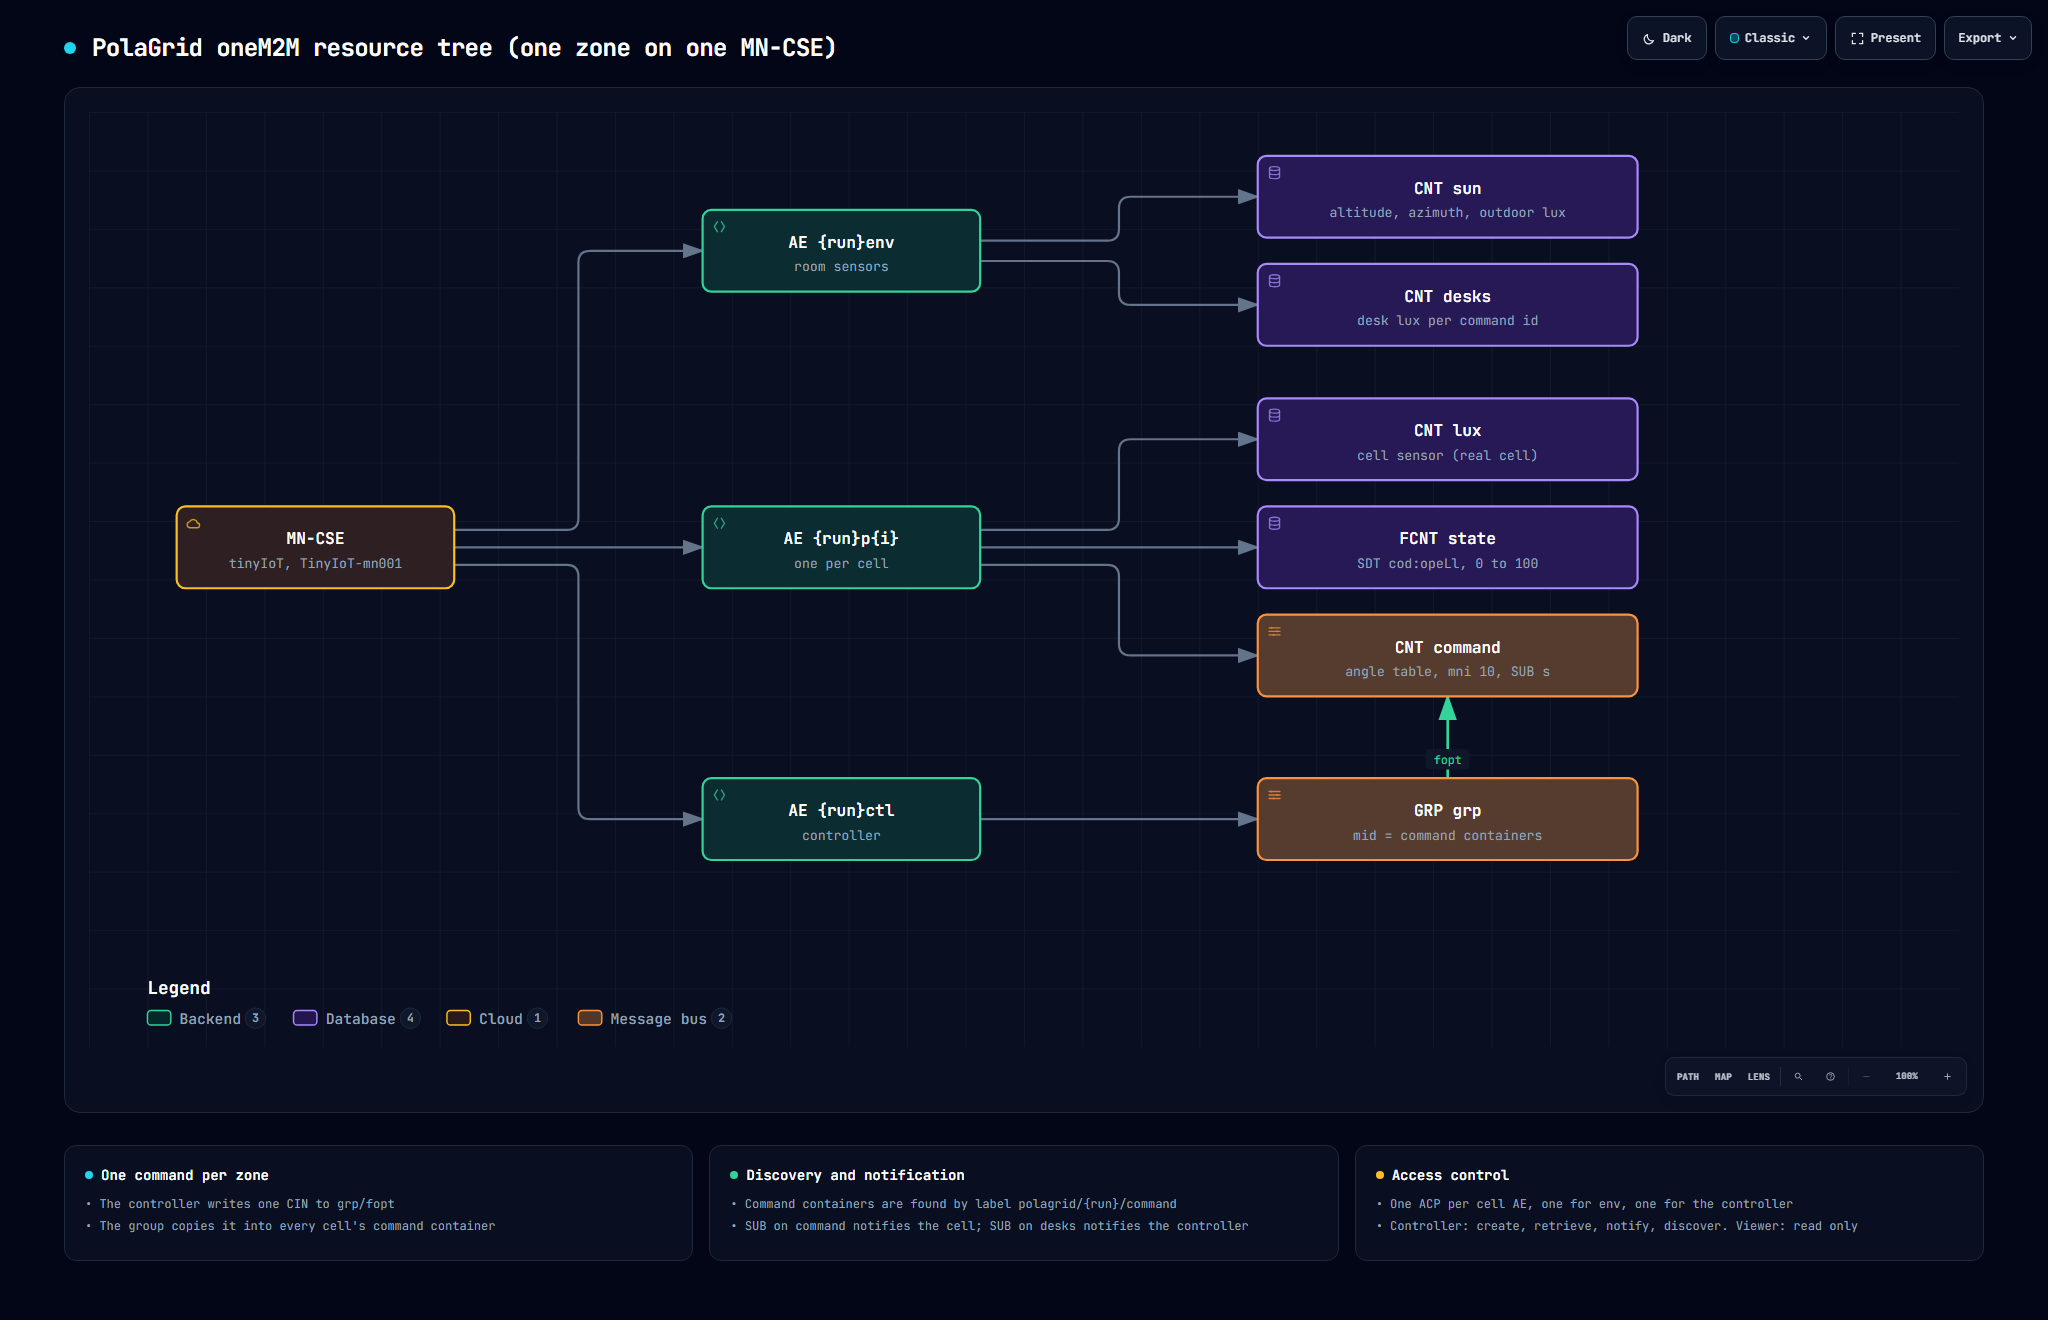 PolaGrid oneM2M resource tree (one zone on one MN-CSE)
Dark
Classic
Present
Export
CNT sun
altitude, azimuth, outdoor lux
AE {run}env
room sensors
CNT desks
desk lux per command id
CNT lux
cell sensor (real cell)
MN-CSE
tinyIoT, TinyIoT-mn001
AE {run}p{i}
one per cell
FCNT state
SDT cod:opeLl, 0 to 100
CNT command
angle table, mni 10, SUB s
fopt
AE {run}ctl
controller
GRP grp
mid = command containers
Legend
Backend 3
Database 4
Cloud 1
Message bus 2
PATH
MAP
LENS
100%
One command per zone
• The controller writes one CIN to grp/fopt
• The group copies it into every cell's command container
Discovery and notification
• Command containers are found by label polagrid/{run}/command
• SUB on command notifies the cell; SUB on desks notifies the controller
Access control
• One ACP per cell AE, one for env, one for the controller
• Controller: create, retrieve, notify, discover. Viewer: read only